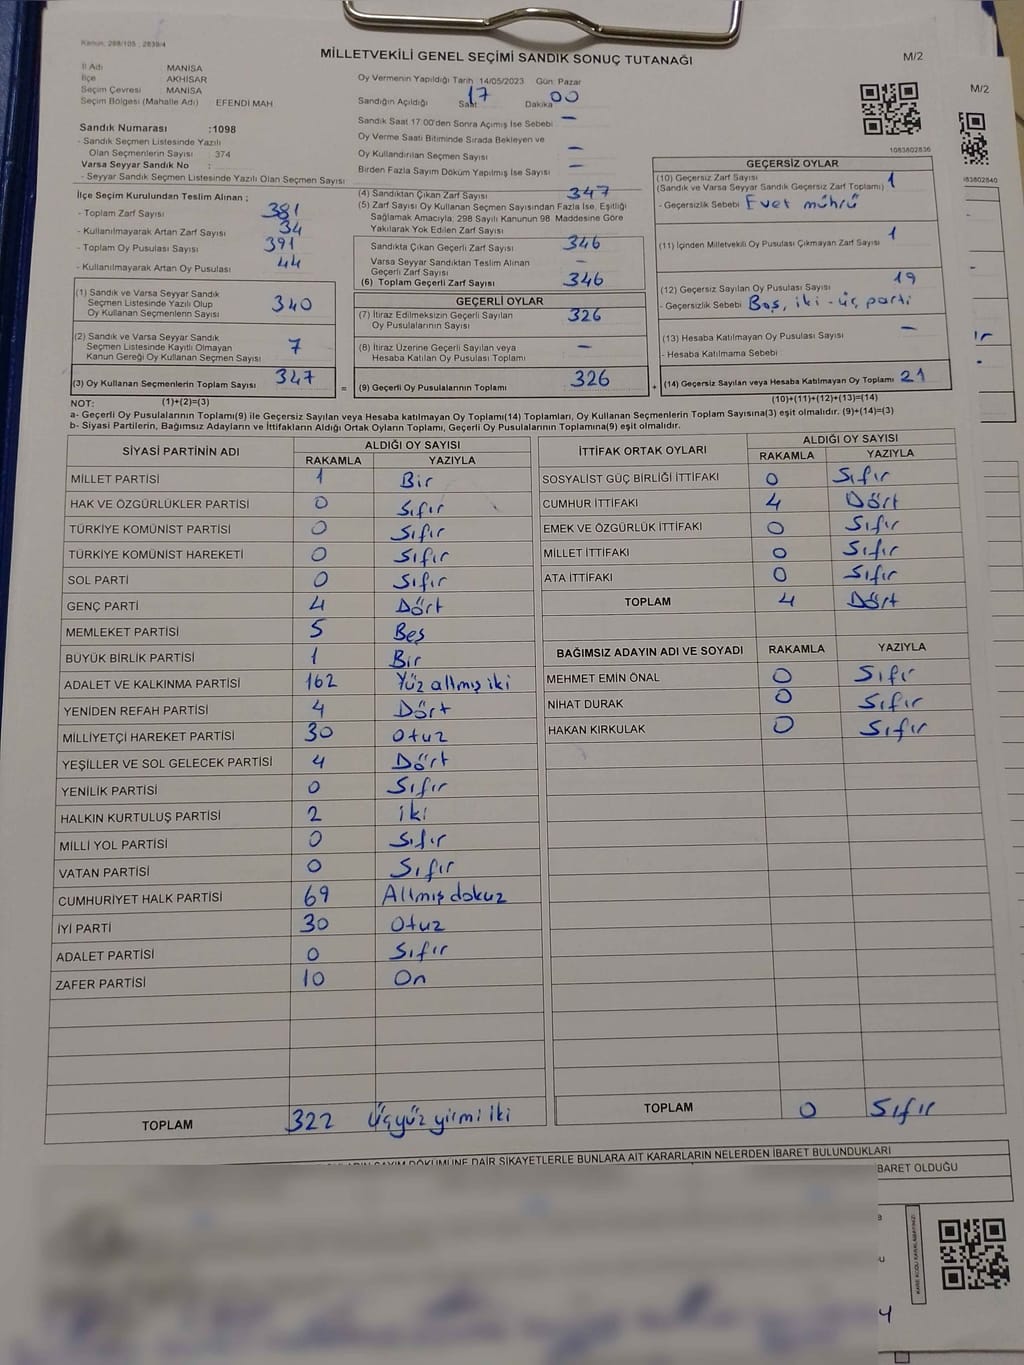 Kanun: 298/105 ; 2839/4
MİLLETVEKİLİ GENEL SEÇİMİ SANDIK SONUÇ TUTANAĞI
M/2
M/2
İl Adı : MANİSA
İlçe : AKHİSAR
Seçim Çevresi : MANİSA
Seçim Bölgesi (Mahalle Adı) EFENDİ MAH
Sandık Numarası :1098
- Sandık Seçmen Listesinde Yazılı
Olan Seçmenlerin Sayısı : 374
Varsa Seyyar Sandık No :
- Seyyar Sandık Seçmen Listesinde Yazılı Olan Seçmen Sayısı
Oy Vermenin Yapıldığı Tarih: 14/05/2023 Gün: Pazar
Sandığın Açıldığı Saat 17 Dakika 00
Sandık Saat 17:00'den Sonra Açımış İse Sebebi –
Oy Verme Saati Bitiminde Sırada Bekleyen ve
Oy Kullandırılan Seçmen Sayısı –
Birden Fazla Sayım Döküm Yapılmış İse Sayısı –
1083802836
83802840
İlçe Seçim Kurulundan Teslim Alınan ;
- Toplam Zarf Sayısı 381
- Kullanılmayarak Artan Zarf Sayısı 34
- Toplam Oy Pusulası Sayısı 391
- Kullanılmayarak Artan Oy Pusulası 44
(1) Sandık ve Varsa Seyyar Sandık
Seçmen Listesinde Yazılı Olup
Oy Kullanan Seçmenlerin Sayısı 340
(2) Sandık ve Varsa Seyyar Sandık
Seçmen Listesinde Kayıtlı Olmayan
Kanun Gereği Oy Kullanan Seçmen Sayısı 7
(3) Oy Kullanan Seçmenlerin Toplam Sayısı 347
(4) Sandıktan Çıkan Zarf Sayısı 347
(5) Zarf Sayısı Oy Kullanan Seçmen Sayısından Fazla İse, Eşitliği
Sağlamak Amacıyla; 298 Sayılı Kanunun 98. Maddesine Göre
Yakılarak Yok Edilen Zarf Sayısı
Sandıkta Çıkan Geçerli Zarf Sayısı 346
Varsa Seyyar Sandıktan Teslim Alınan
Geçerli Zarf Sayısı –
(6) Toplam Geçerli Zarf Sayısı 346
GEÇERLİ OYLAR
(7) İtiraz Edilmeksizin Geçerli Sayılan
Oy Pusulalarının Sayısı 326
(8) İtiraz Üzerine Geçerli Sayılan veya
Hesaba Katılan Oy Pusulası Toplamı –
= (9) Geçerli Oy Pusulalarının Toplamı 326
GEÇERSİZ OYLAR
(10) Geçersiz Zarf Sayısı
(Sandık ve Varsa Seyyar Sandık Geçersiz Zarf Toplamı) 1
- Geçersizlik Sebebi Evet mührü
(11) İçinden Milletvekili Oy Pusulası Çıkmayan Zarf Sayısı 1
(12) Geçersiz Sayılan Oy Pusulası Sayısı 19
- Geçersizlik Sebebi Boş, iki - üç parti
(13) Hesaba Katılmayan Oy Pusulası Sayısı –
- Hesaba Katılmama Sebebi
+ (14) Geçersiz Sayılan veya Hesaba Katılmayan Oy Toplamı 21
NOT: (1)+(2)=(3)
(10)+(11)+(12)+(13)=(14)
a- Geçerli Oy Pusulalarının Toplamı(9) ile Geçersiz Sayılan veya Hesaba katılmayan Oy Toplamı(14) Toplamları, Oy Kullanan Seçmenlerin Toplam Sayısına(3) eşit olmalıdır. (9)+(14)=(3)
b- Siyasi Partilerin, Bağımsız Adayların ve İttifakların Aldığı Ortak Oyların Toplamı, Geçerli Oy Pusulalarının Toplamına(9) eşit olmalıdır.
SİYASİ PARTİNİN ADI
ALDIĞI OY SAYISI
RAKAMLA YAZIYLA
MİLLET PARTİSİ 1 Bir
HAK VE ÖZGÜRLÜKLER PARTİSİ 0 Sıfır
TÜRKİYE KOMÜNİST PARTİSİ 0 Sıfır
TÜRKİYE KOMÜNİST HAREKETİ 0 Sıfır
SOL PARTİ 0 Sıfır
GENÇ PARTİ 4 Dört
MEMLEKET PARTİSİ 5 Beş
BÜYÜK BİRLİK PARTİSİ 1 Bir
ADALET VE KALKINMA PARTİSİ 162 Yüz altmış iki
YENİDEN REFAH PARTİSİ 4 Dört
MİLLİYETÇİ HAREKET PARTİSİ 30 Otuz
YEŞİLLER VE SOL GELECEK PARTİSİ 4 Dört
YENİLİK PARTİSİ 0 Sıfır
HALKIN KURTULUŞ PARTİSİ 2 iki
MİLLİ YOL PARTİSİ 0 Sıfır
VATAN PARTİSİ 0 Sıfır
CUMHURİYET HALK PARTİSİ 69 Altmış dokuz
İYİ PARTİ 30 Otuz
ADALET PARTİSİ 0 Sıfır
ZAFER PARTİSİ 10 On
TOPLAM 322 Üçyüz yirmi iki
İTTİFAK ORTAK OYLARI
ALDIĞI OY SAYISI
RAKAMLA YAZIYLA
SOSYALİST GÜÇ BİRLİĞİ İTTİFAKI 0 Sıfır
CUMHUR İTTİFAKI 4 Dört
EMEK VE ÖZGÜRLÜK İTTİFAKI 0 Sıfır
MİLLET İTTİFAKI 0 Sıfır
ATA İTTİFAKI 0 Sıfır
TOPLAM 4 Dört
BAĞIMSIZ ADAYIN ADI VE SOYADI RAKAMLA YAZIYLA
MEHMET EMİN ÖNAL 0 Sıfır
NİHAT DURAK 0 Sıfır
HAKAN KIRKULAK 0 Sıfır
TOPLAM 0 Sıfır
SAYIM DÖKÜMÜNE DAİR ŞİKAYETLERLE BUNLARA AİT KARARLARIN NELERDEN İBARET BULUNDUKLARI
BARET OLDUĞU